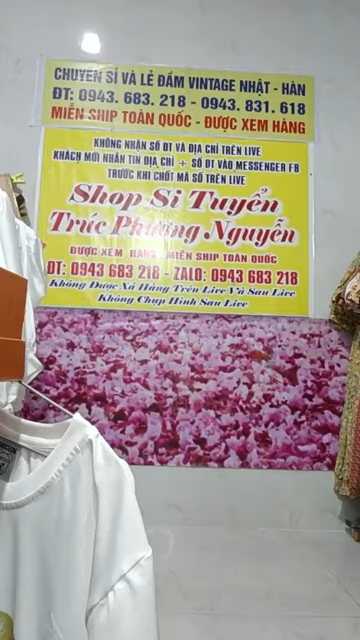 CHUYÊN SỈ VÀ LẺ ĐẦM VINTAGE NHẬT - HÀN
ĐT: 0943. 683. 218 - 0943. 831. 618
MIỄN SHIP TOÀN QUỐC - ĐƯỢC XEM HÀNG
KHÔNG NHẬN SỐ ĐT VÀ ĐỊA CHỈ TRÊN LIVE
KHÁCH MỚI NHẮN TIN ĐỊA CHỈ + SỐ ĐT VÀO MESSENGER FB
TRƯỚC KHI CHỐT MÃ SỐ TRÊN LIVE
Shop Si Tuyển
Trúc Phương Nguyễn
ĐƯỢC XEM HÀNG, MIỄN SHIP TOÀN QUỐC
ĐT: 0943 683 218 - ZALO: 0943 683 218
Không Được Xả Hàng Trên Live Và Sau Live
Không Chụp Hình Sau Live